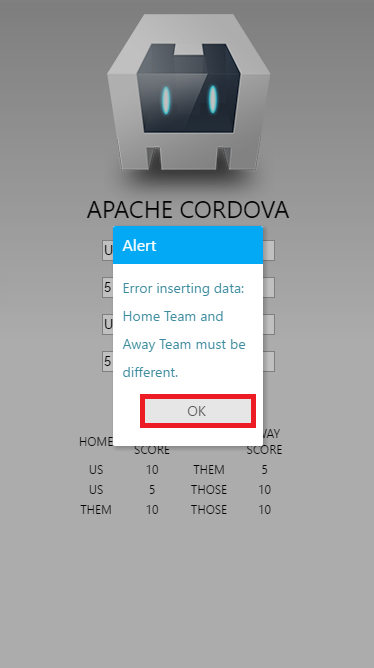 APACHE CORDOVA
U
Alert
5
Error inserting data:
Home Team and
Away Team must be
different.
U
5
OK
HOME
SCORE
WAY
SCORE
US 10 THEM 5
US 5 THOSE 10
THEM 10 THOSE 10